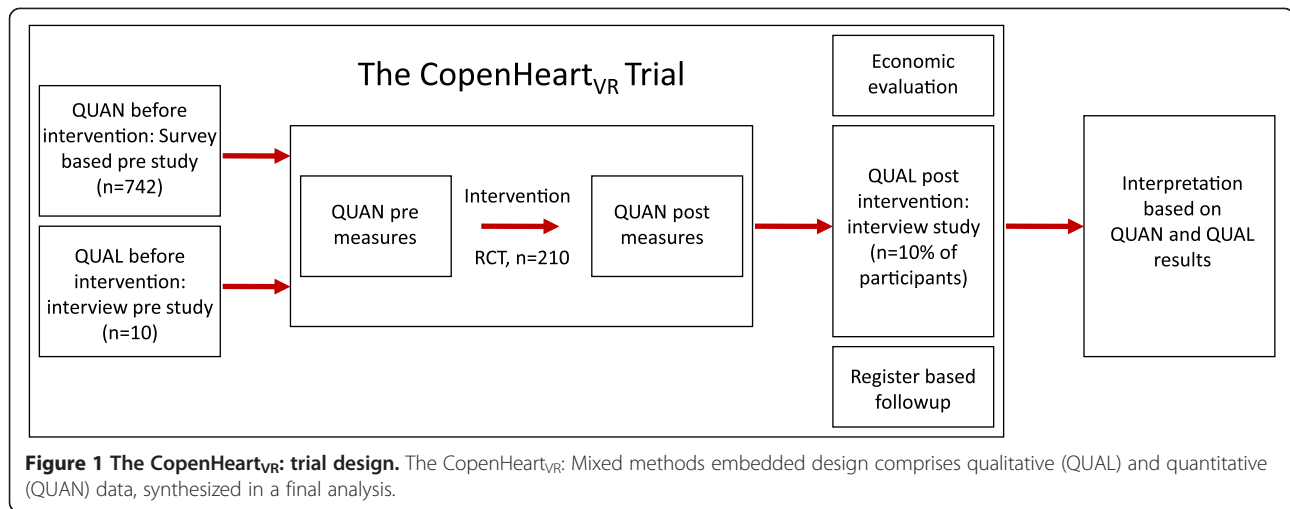 The CopenHeartVR Trial
QUAN before
intervention: Survey
based pre study
(n=742)
QUAL before
intervention:
interview pre study
(n=10)
QUAN pre
measures
Intervention
RCT, n=210
QUAN post
measures
Economic
evaluation
QUAL post
intervention:
interview study
(n=10% of
participants)
Register based
followup
Interpretation
based on
QUAN and QUAL
results
Figure 1 The CopenHeartVR: trial design. The CopenHeartVR: Mixed methods embedded design comprises qualitative (QUAL) and quantitative
(QUAN) data, synthesized in a final analysis.